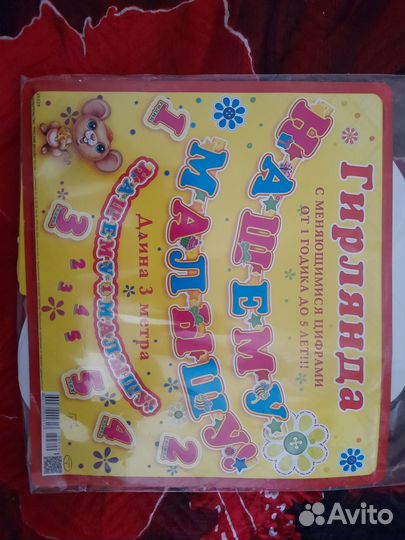 Гирлянда
С МЕНЯЮЩИМИСЯ ЦИФРАМИ
ОТ 1 ГОДИКА ДО 5 ЛЕТ!!!
НАШЕМУ
МАЛЫШУ!
1
2
3
4
5
Длина 3 метра
НАШЕМУ 1 МАЛЫШУ!
2 3 4 5
Avito